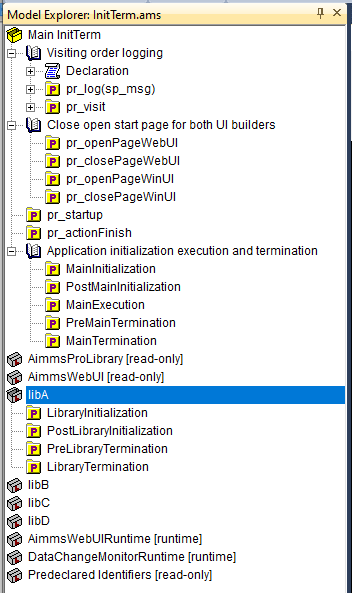 Model Explorer: InitTerm.ams
Main InitTerm
Visiting order logging
Declaration
pr_log(sp_msg)
pr_visit
Close open start page for both UI builders
pr_openPageWebUI
pr_closePageWebUI
pr_openPageWinUI
pr_closePageWinUI
pr_startup
pr_actionFinish
Application initialization execution and termination
MainInitialization
PostMainInitialization
MainExecution
PreMainTermination
MainTermination
AimmsProLibrary [read-only]
AimmsWebUI [read-only]
libA
LibraryInitialization
PostLibraryInitialization
PreLibraryTermination
LibraryTermination
libB
libC
libD
AimmsWebUIRuntime [runtime]
DataChangeMonitorRuntime [runtime]
Predeclared Identifiers [read-only]